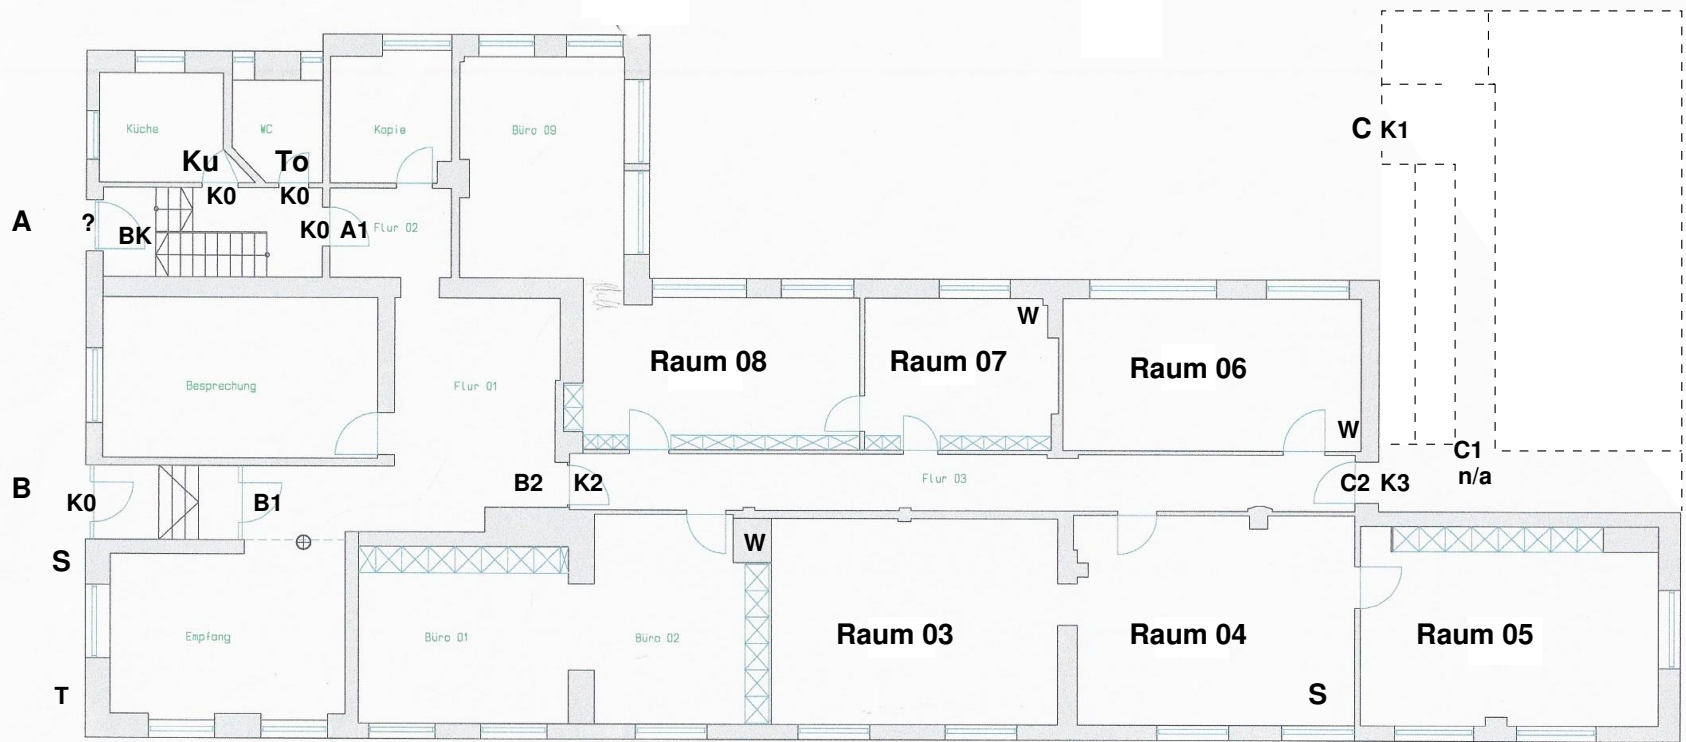 C K1
Küche
WC
Kopie
Büro 09
Ku
To
K0
K0
A
?
BK
K0 A1
Flur 02
W
Raum 08
Raum 07
Raum 06
Besprechung
Flur 01
W
C1
n/a
B
K0
B1
B2
K2
Flur 03
C2 K3
S
W
Empfang
Büro 01
Büro 02
Raum 03
Raum 04
Raum 05
T
S